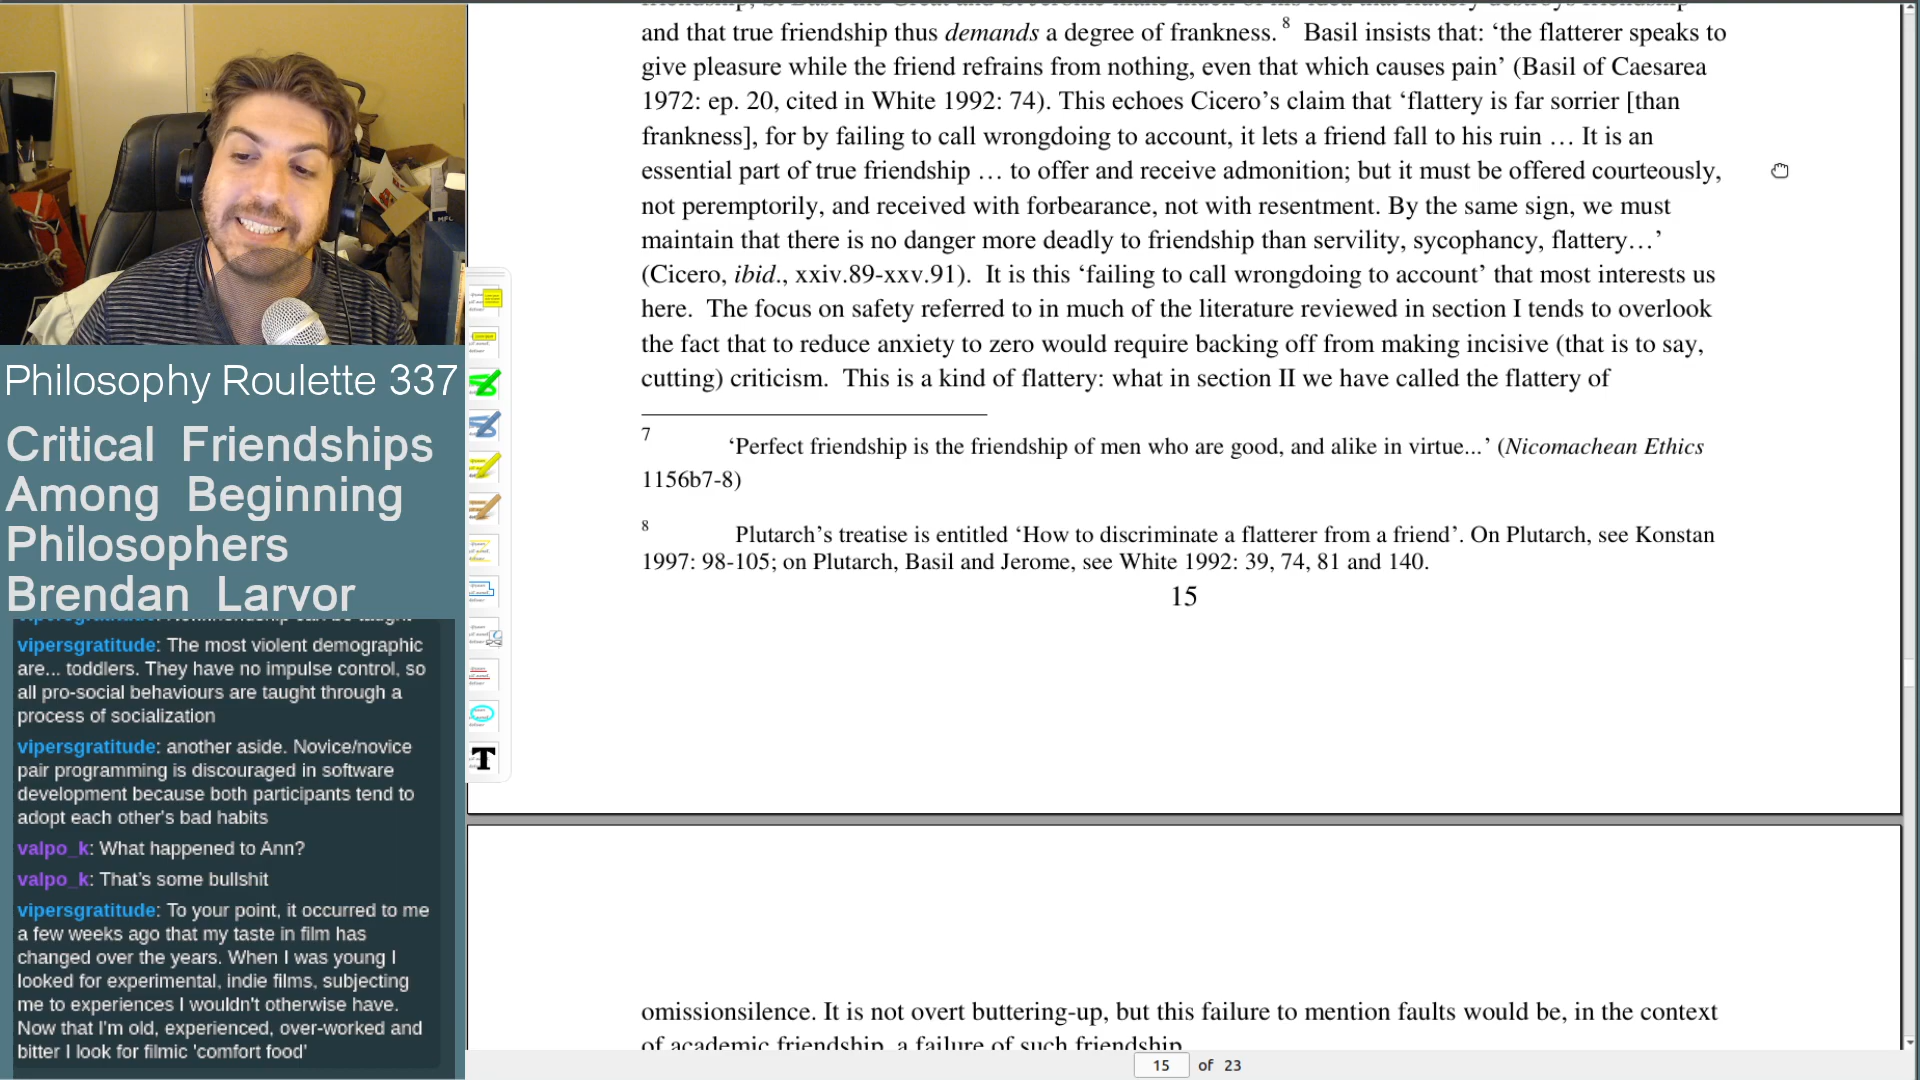 and that true friendship thus demands a degree of frankness. 8 Basil insists that: ‘the flatterer speaks to
give pleasure while the friend refrains from nothing, even that which causes pain’ (Basil of Caesarea
1972: ep. 20, cited in White 1992: 74). This echoes Cicero’s claim that ‘flattery is far sorrier [than
frankness], for by failing to call wrongdoing to account, it lets a friend fall to his ruin … It is an
essential part of true friendship … to offer and receive admonition; but it must be offered courteously,
not peremptorily, and received with forbearance, not with resentment. By the same sign, we must
maintain that there is no danger more deadly to friendship than servility, sycophancy, flattery…’
(Cicero, ibid., xxiv.89-xxv.91). It is this ‘failing to call wrongdoing to account’ that most interests us
here. The focus on safety referred to in much of the literature reviewed in section I tends to overlook
the fact that to reduce anxiety to zero would require backing off from making incisive (that is to say,
cutting) criticism. This is a kind of flattery: what in section II we have called the flattery of
7 ‘Perfect friendship is the friendship of men who are good, and alike in virtue...’ (Nicomachean Ethics
1156b7-8)
8 Plutarch’s treatise is entitled ‘How to discriminate a flatterer from a friend’. On Plutarch, see Konstan
1997: 98-105; on Plutarch, Basil and Jerome, see White 1992: 39, 74, 81 and 140.
15
omissionsilence. It is not overt buttering-up, but this failure to mention faults would be, in the context
of academic friendship, a failure of such friendship.
15 of 23
Philosophy Roulette 337
Critical Friendships
Among Beginning
Philosophers
Brendan Larvor
vipersgratitude: The most violent demographic
are... toddlers. They have no impulse control, so
all pro-social behaviours are taught through a
process of socialization
vipersgratitude: another aside. Novice/novice
pair programming is discouraged in software
development because both participants tend to
adopt each other's bad habits
valpo_k: What happened to Ann?
valpo_k: That's some bullshit
vipersgratitude: To your point, it occurred to me
a few weeks ago that my taste in film has
changed over the years. When I was young I
looked for experimental, indie films, subjecting
me to experiences I wouldn't otherwise have.
Now that I'm old, experienced, over-worked and
bitter I look for filmic 'comfort food'
T